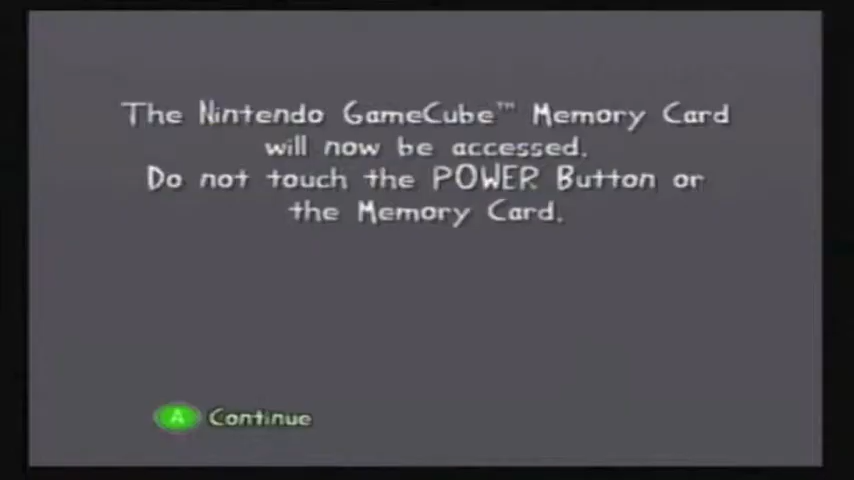 The Nintendo GameCube™ Memory Card
will now be accessed.
Do not touch the POWER Button or
the Memory Card.
A Continue